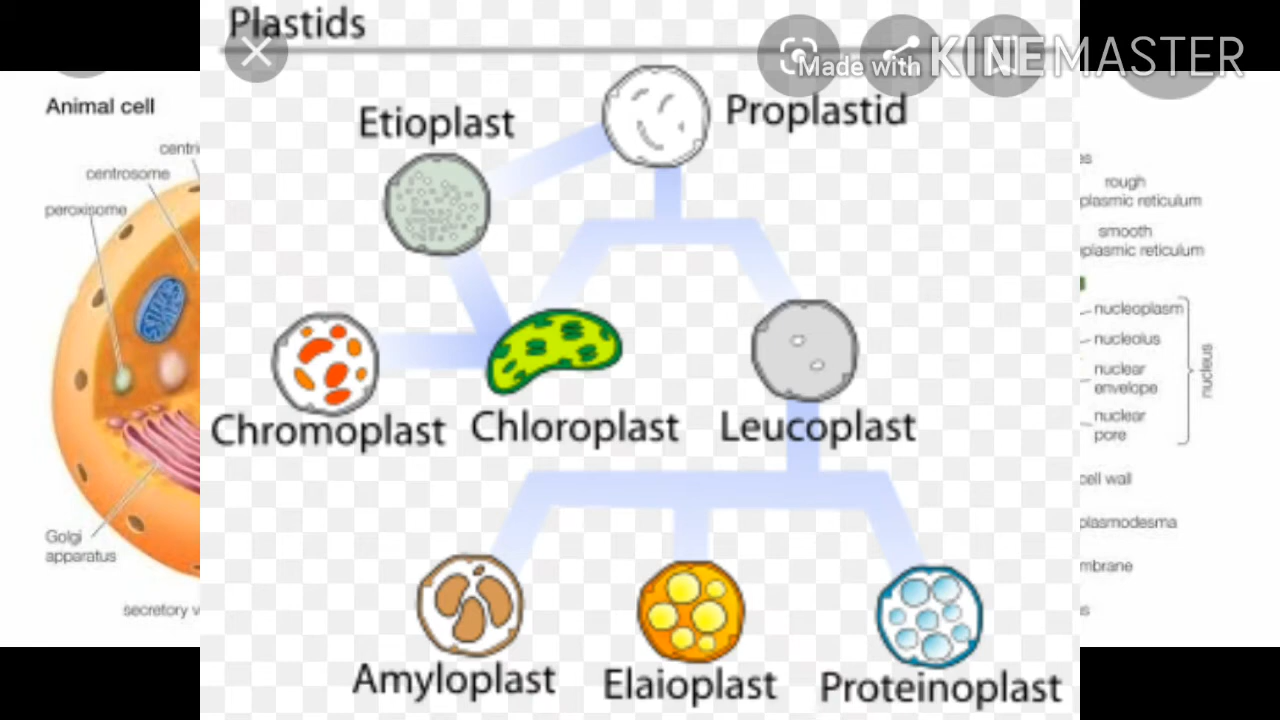 Plastids
Made with KINEMASTER
Etioplast
Proplastid
Chromoplast
Chloroplast
Leucoplast
Amyloplast
Elaioplast
Proteinoplast
Animal cell
centrosome
peroxisome
Golgi
apparatus
rough
plasmic reticulum
smooth
plasmic reticulum
nucleoplasm
nucleolus
nuclear
envelope
nuclear
pore
nucleus
cell wall
plasmodesma
mbrane